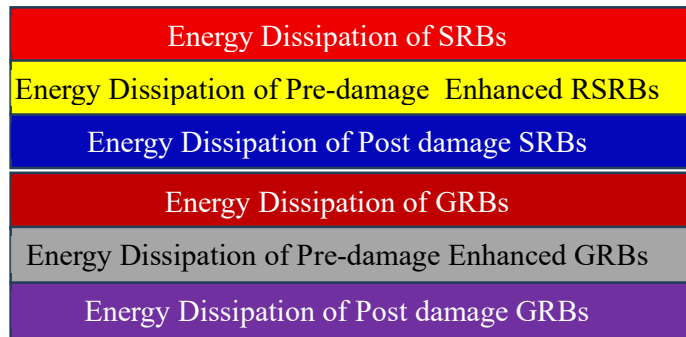 Energy Dissipation of SRBs
Energy Dissipation of Pre-damage Enhanced RSRBs
Energy Dissipation of Post damage SRBs
Energy Dissipation of GRBs
Energy Dissipation of Pre-damage Enhanced GRBs
Energy Dissipation of Post damage GRBs